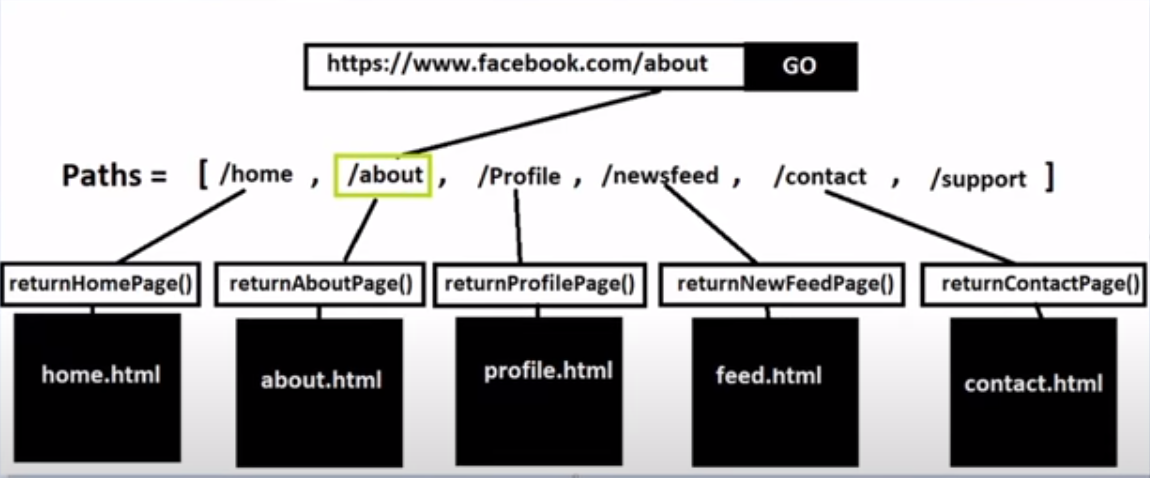 https://www.facebook.com/about GO
Paths = [ /home , /about , /Profile , /newsfeed , /contact , /support ]
returnHomePage() returnAboutPage() returnProfilePage() returnNewFeedPage() returnContactPage()
home.html about.html profile.html feed.html contact.html